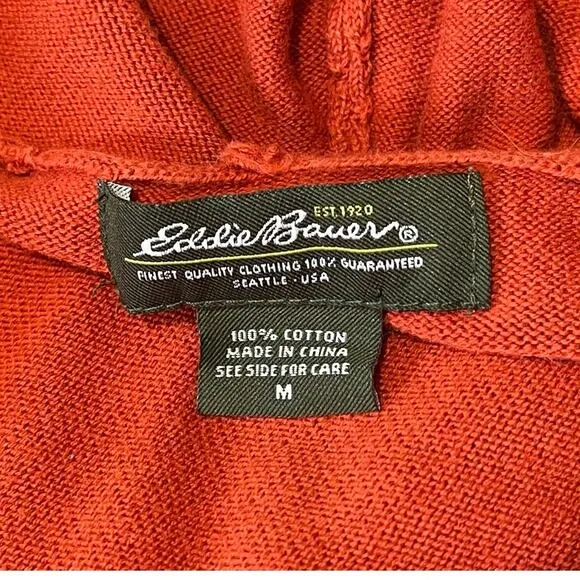 EST. 1920
Eddie Bauer®
FINEST QUALITY CLOTHING 100% GUARANTEED
SEATTLE · USA
100% COTTON
MADE IN CHINA
SEE SIDE FOR CARE
M